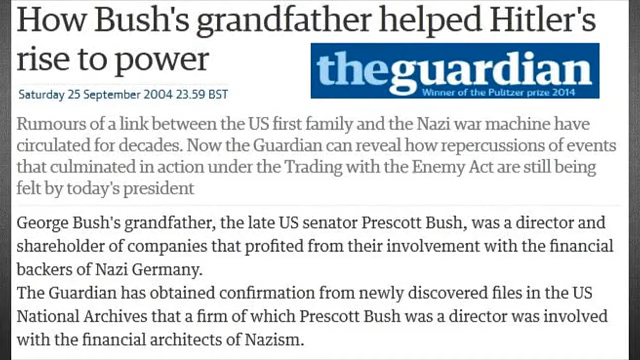 How Bush's grandfather helped Hitler's
rise to power
theguardian
Winner of the Pulitzer prize 2014
Saturday 25 September 2004 23.59 BST
Rumours of a link between the US first family and the Nazi war machine have
circulated for decades. Now the Guardian can reveal how repercussions of events
that culminated in action under the Trading with the Enemy Act are still being
felt by today's president
George Bush's grandfather, the late US senator Prescott Bush, was a director and
shareholder of companies that profited from their involvement with the financial
backers of Nazi Germany.
The Guardian has obtained confirmation from newly discovered files in the US
National Archives that a firm of which Prescott Bush was a director was involved
with the financial architects of Nazism.